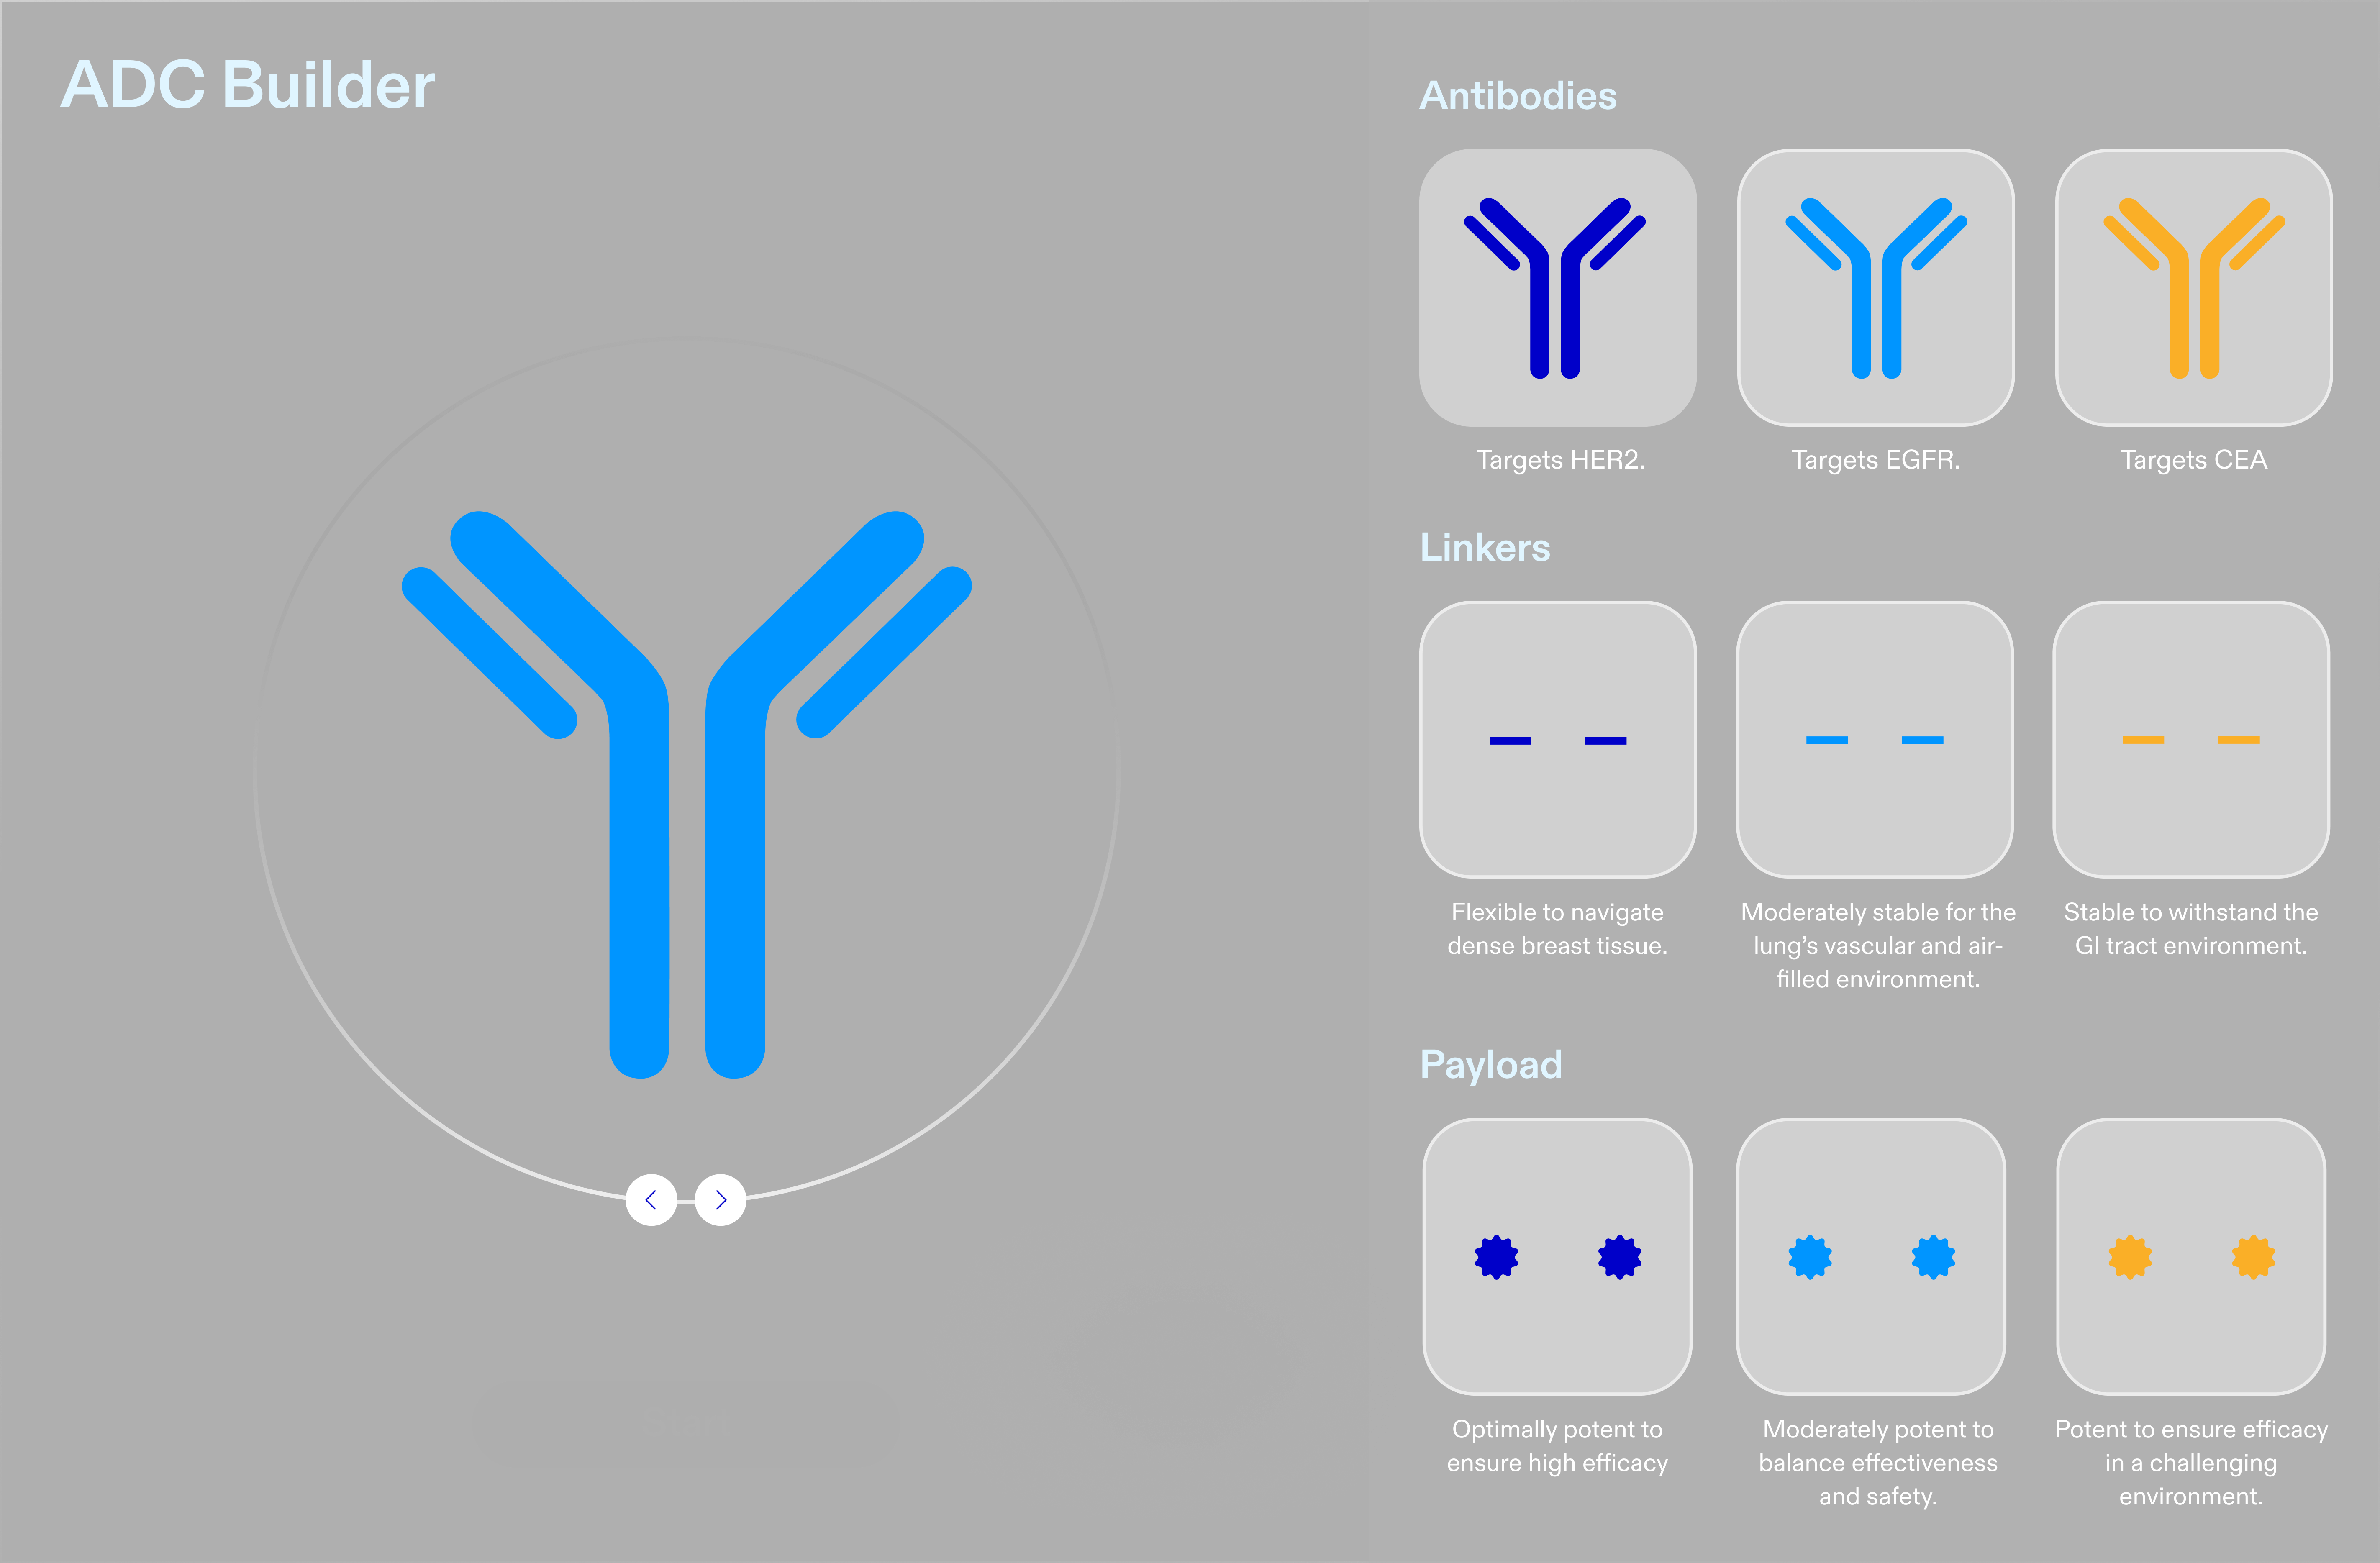 ADC Builder
Antibodies
Targets HER2.
Targets EGFR.
Targets CEA
Linkers
Flexible to navigate
dense breast tissue.
Moderately stable for the
lung’s vascular and air-
filled environment.
Stable to withstand the
GI tract environment.
Payload
Optimally potent to
ensure high efficacy
Moderately potent to
balance effectiveness
and safety.
Potent to ensure efficacy
in a challenging
environment.